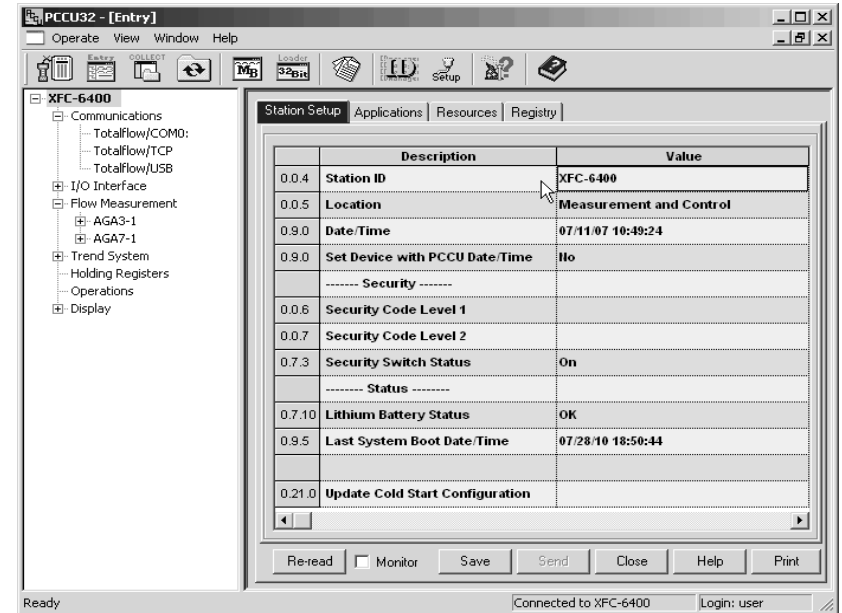 PCCU32 - [Entry]
Operate View Window Help
Entry COLLECT Loader
MB 32Bit ID Setup
XFC-6400
Communications
Totalflow/COM0:
Totalflow/TCP
Totalflow/USB
I/O Interface
Flow Measurement
AGA3-1
AGA7-1
Trend System
Holding Registers
Operations
Display
Station Setup Applications Resources Registry
Description Value
0.0.4 Station ID XFC-6400
0.0.5 Location Measurement and Control
0.9.0 Date/Time 07/11/07 10:49:24
0.9.0 Set Device with PCCU Date/Time No
------- Security -------
0.0.6 Security Code Level 1
0.0.7 Security Code Level 2
0.7.3 Security Switch Status On
-------- Status --------
0.7.10 Lithium Battery Status OK
0.9.5 Last System Boot Date/Time 07/28/10 18:50:44
0.21.0 Update Cold Start Configuration
Re-read Monitor Save Send Close Help Print
Ready Connected to XFC-6400 Login: user